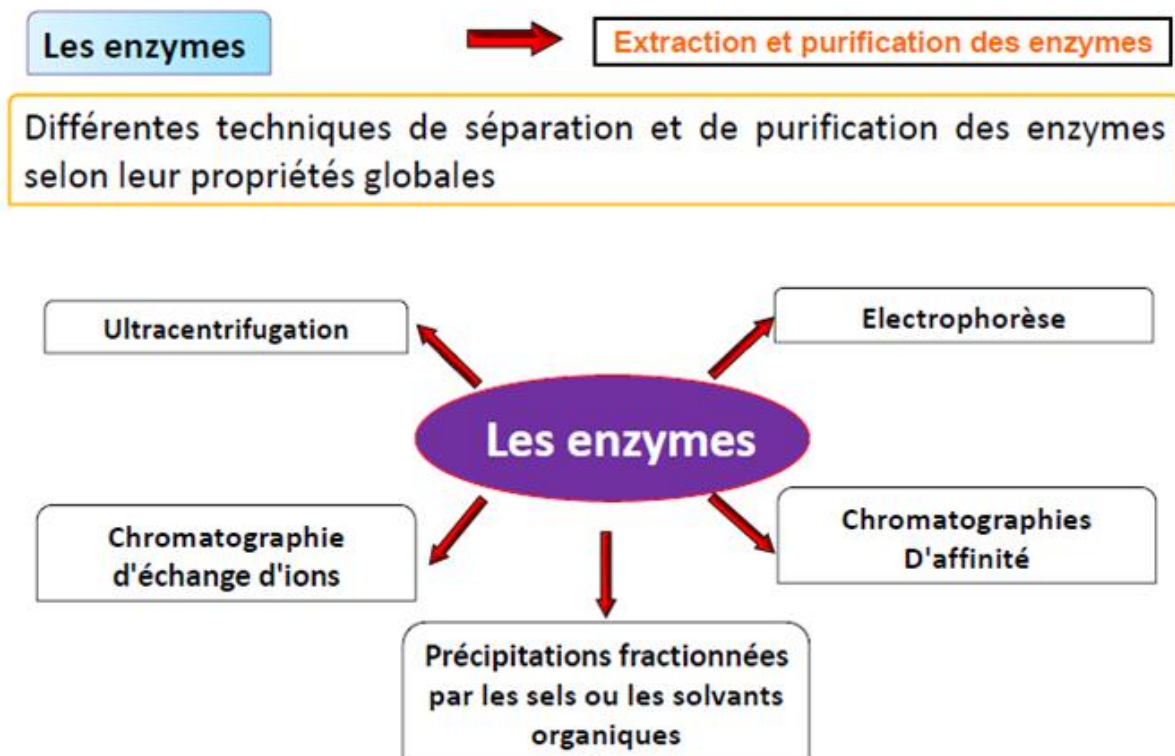 Les enzymes
Extraction et purification des enzymes
Différentes techniques de séparation et de purification des enzymes
selon leur propriétés globales
Ultracentrifugation
Electrophorèse
Les enzymes
Chromatographie
d'échange d'ions
Chromatographies
D'affinité
Précipitations fractionnées
par les sels ou les solvants
organiques